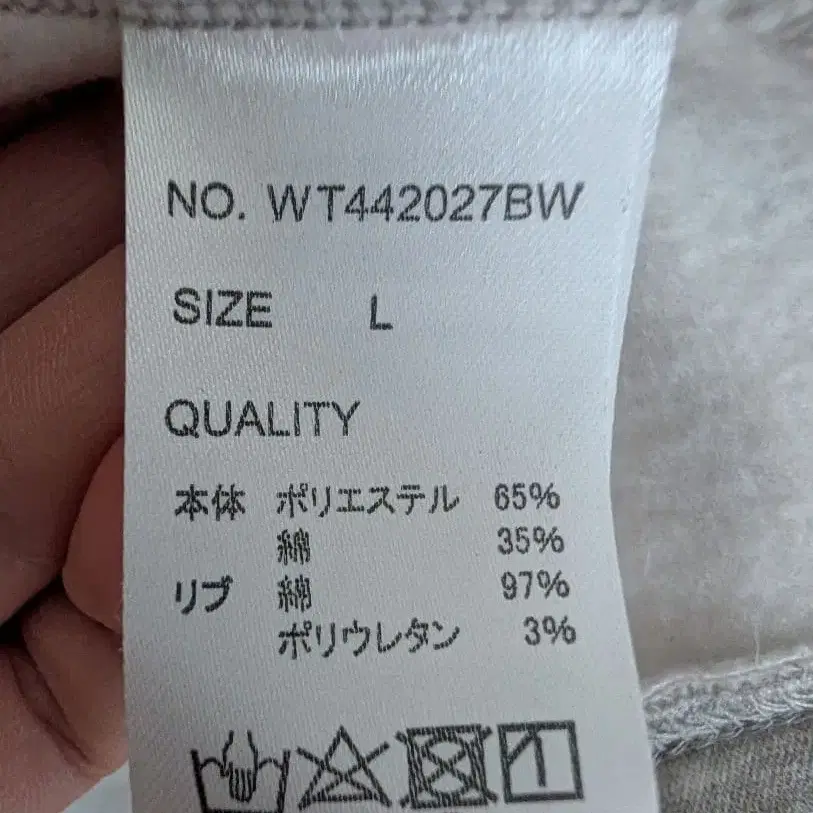 NO. WT442027BW
SIZE L
QUALITY
本体 ポリエステル 65%
綿 35%
リブ 綿 97%
ポリウレタン 3%